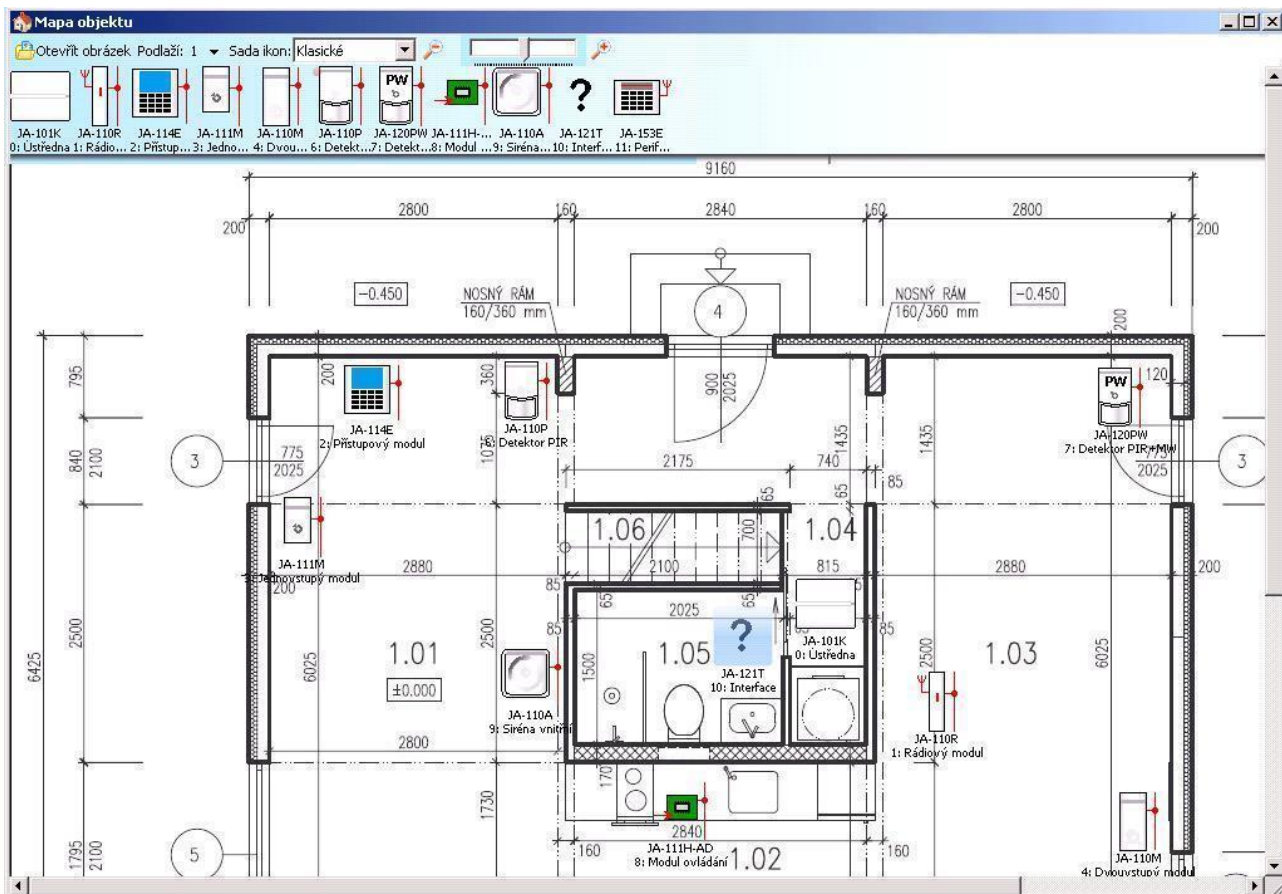 Mapa objektu
Otevřít obrázek Podlaží: 1 Sada ikon: Klasické
PW
?
JA-101K JA-110R JA-114E JA-111M JA-110M JA-110P JA-120PW JA-111H-... JA-110A JA-121T JA-153E
0: Ústředna 1: Rádio... 2: Přístup... 3: Jedno... 4: Dvou... 6: Detekt... 7: Detekt... 8: Modul ... 9: Siréna... 10: Interf... 11: Perif...
9160
2800 160 2840 160 2800
200 200
-0.450 NOSNÝ RÁM 160/360 mm
4
NOSNÝ RÁM 160/360 mm -0.450
795 200 360 900 2025 200 120
PW
JA-114E
2: Přístupový modul
JA-110P
6: Detektor PIR
JA-120PW
7: Detektor PIR+MW
840 2100 3 775 2025 1435 1435 775 2025 3
2175 740 85
65 65
1.06 700 1.04
JA-111M
3: Jednovstupý modul
2880 2100 815 2880 200
200 85 65 65
2025
85 85
JA-101K
0: Ústředna
6425 2500 6025 1.01 2500 1500 1.05 ? 2500 1.03 6025
±0.000
JA-121T
10: Interface
JA-110A
9: Siréna vnitřní
JA-110R
1: Rádiový modul
2800
170
1730
2840
JA-111H-AD
8: Modul ovládání
160 1.02 160
1795 2100 5
JA-110M
4: Dvouvstupý modul